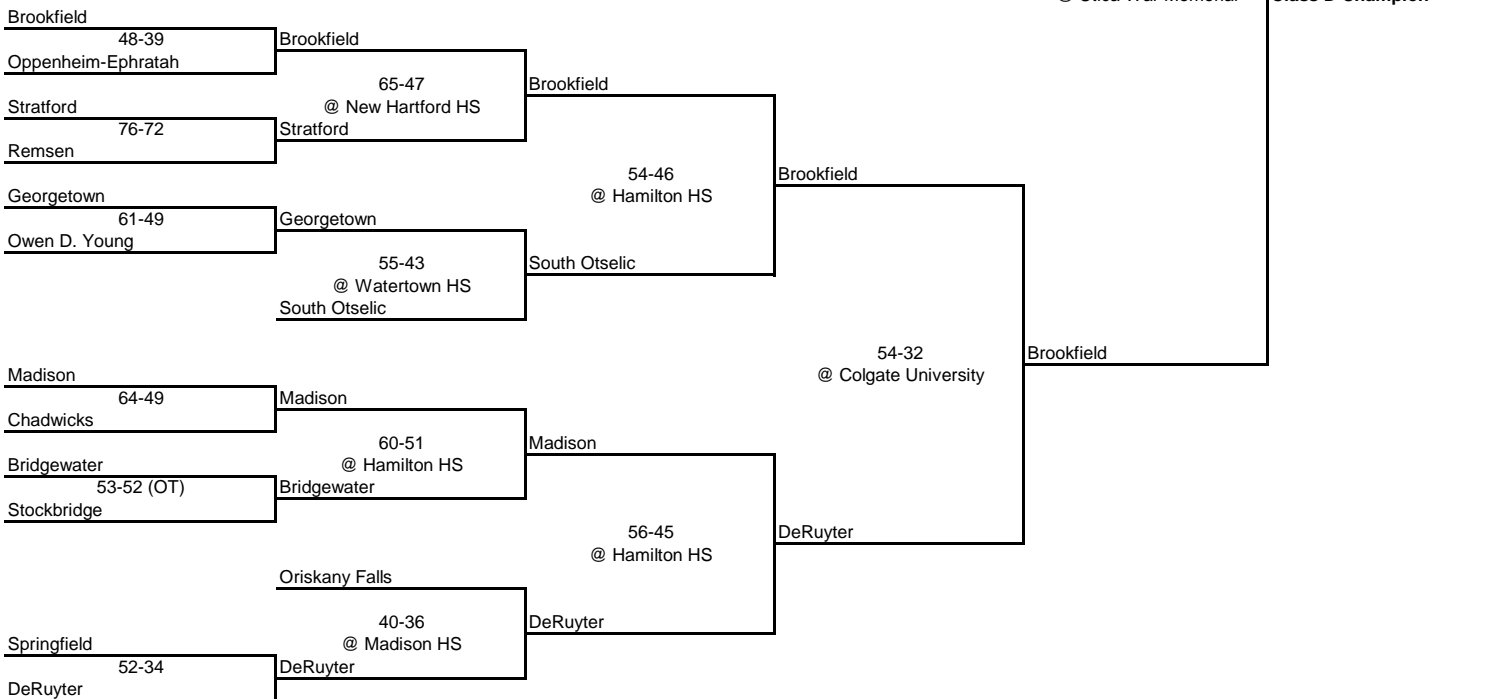 Brookfield
48-39
Brookfield
Oppenheim-Ephratah
65-47
Brookfield
Stratford
@ New Hartford HS
76-72
Stratford
Remsen
54-46
Brookfield
Georgetown
@ Hamilton HS
61-49
Georgetown
Owen D. Young
55-43
South Otselic
@ Watertown HS
South Otselic
54-32
Brookfield
Madison
@ Colgate University
64-49
Madison
Chadwicks
60-51
Madison
Bridgewater
@ Hamilton HS
53-52 (OT)
Bridgewater
Stockbridge
56-45
DeRuyter
@ Hamilton HS
Oriskany Falls
40-36
DeRuyter
Springfield
@ Madison HS
52-34
DeRuyter
DeRuyter